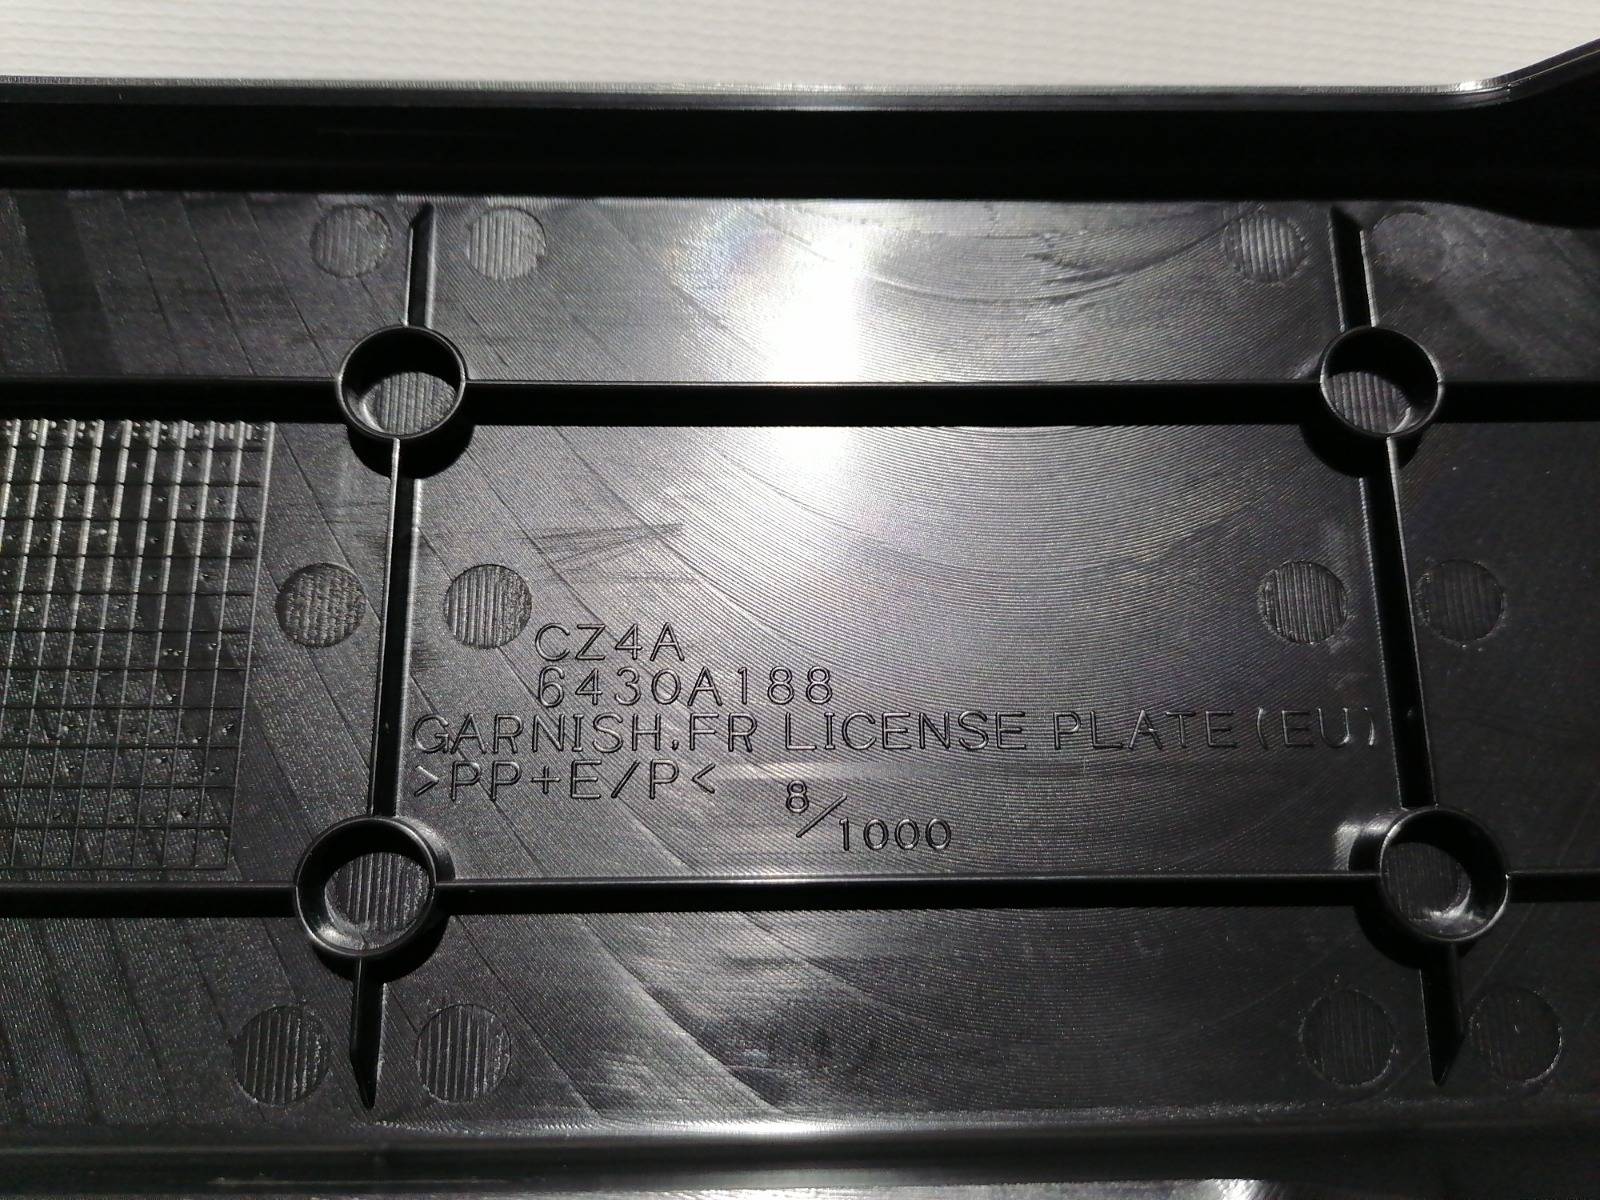 CZ4A
6430A188
GARNISH.FR LICENSE PLATE (EU)
>PP+E/P<
8/1000